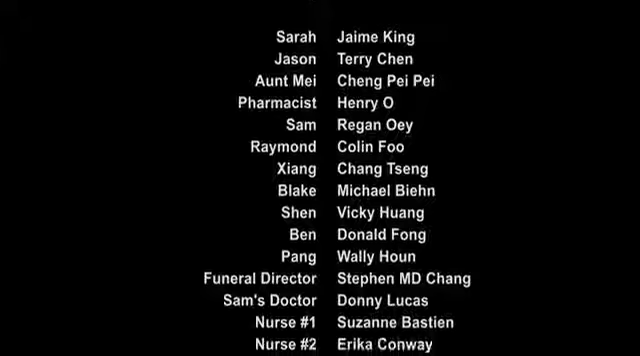 Sarah Jaime King
Jason Terry Chen
Aunt Mei Cheng Pei Pei
Pharmacist Henry O
Sam Regan Oey
Raymond Colin Foo
Xiang Chang Tseng
Blake Michael Biehn
Shen Vicky Huang
Ben Donald Fong
Pang Wally Houn
Funeral Director Stephen MD Chang
Sam's Doctor Donny Lucas
Nurse #1 Suzanne Bastien
Nurse #2 Erika Conway